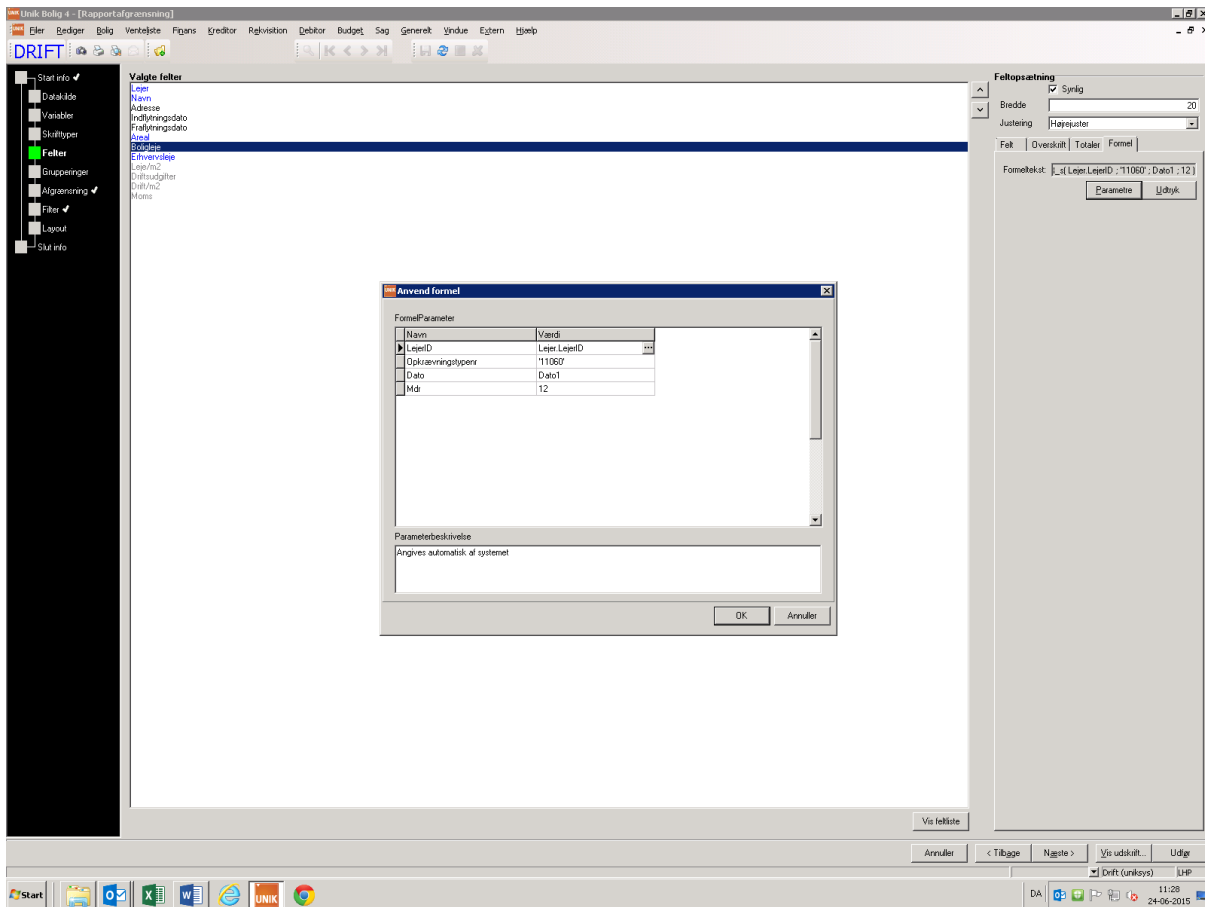 Unik Bolig 4 - [Rapportafgrænsning]
Filer Rediger Bolig Venteliste Finans Kreditor Rekvisition Debitor Budget Sag Generelt Vindue Extern Hjælp
DRIFT
Start info
Datakilde
Variabler
Skrifttyper
Felter
Grupperinger
Afgrænsning
Filter
Layout
Slut info
Valgte felter
Lejer
Navn
Adresse
Indflytningsdato
Fraflytningsdato
Areal
Boligleje
Erhvervsleje
Leje/m2
Driftsudgifter
Drift/m2
Moms
Feltopsætning
Synlig
Bredde 20
Justering Højrejuster
Felt Overskrift Totaler Formel
Formeltekst: l_s( Lejer.LejerID ; '11060' ; Dato1 ; 12 )
Parametre Udtryk
UNIK Anvend formel
FormelParameter
Navn Værdi
LejerID Lejer.LejerID ...
Opkrævningstypenr '11060'
Dato Dato1
Mdr 12
Parameterbeskrivelse
Angives automatisk af systemet
OK Annuller
Vis feltliste
Annuller < Tilbage Næste > Vis udskrift... Udfør
Drift (uniksys) LHP
Start UNIK DA 11:28
24-06-2015